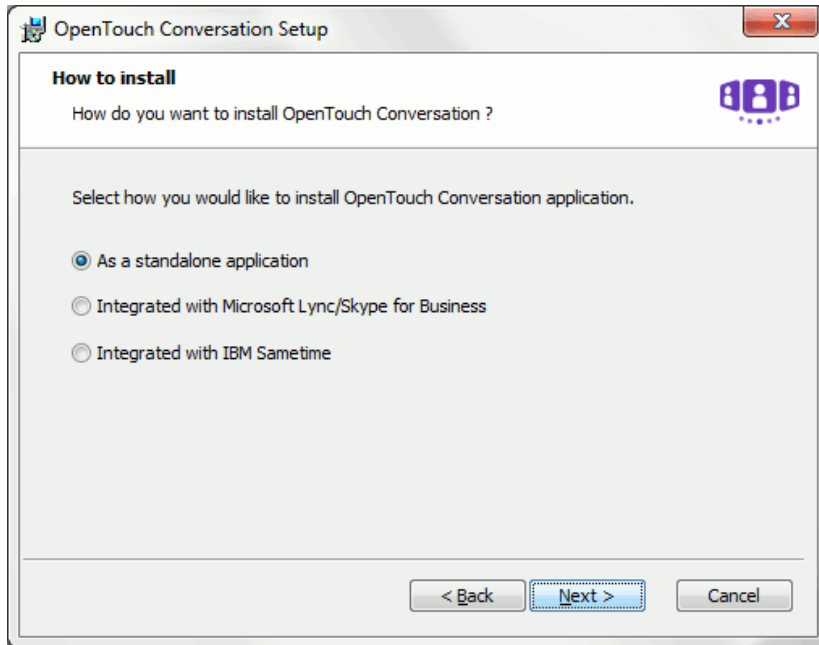 OpenTouch Conversation Setup
How to install
How do you want to install OpenTouch Conversation ?
Select how you would like to install OpenTouch Conversation application.
As a standalone application
Integrated with Microsoft Lync/Skype for Business
Integrated with IBM Sametime
< Back Next > Cancel